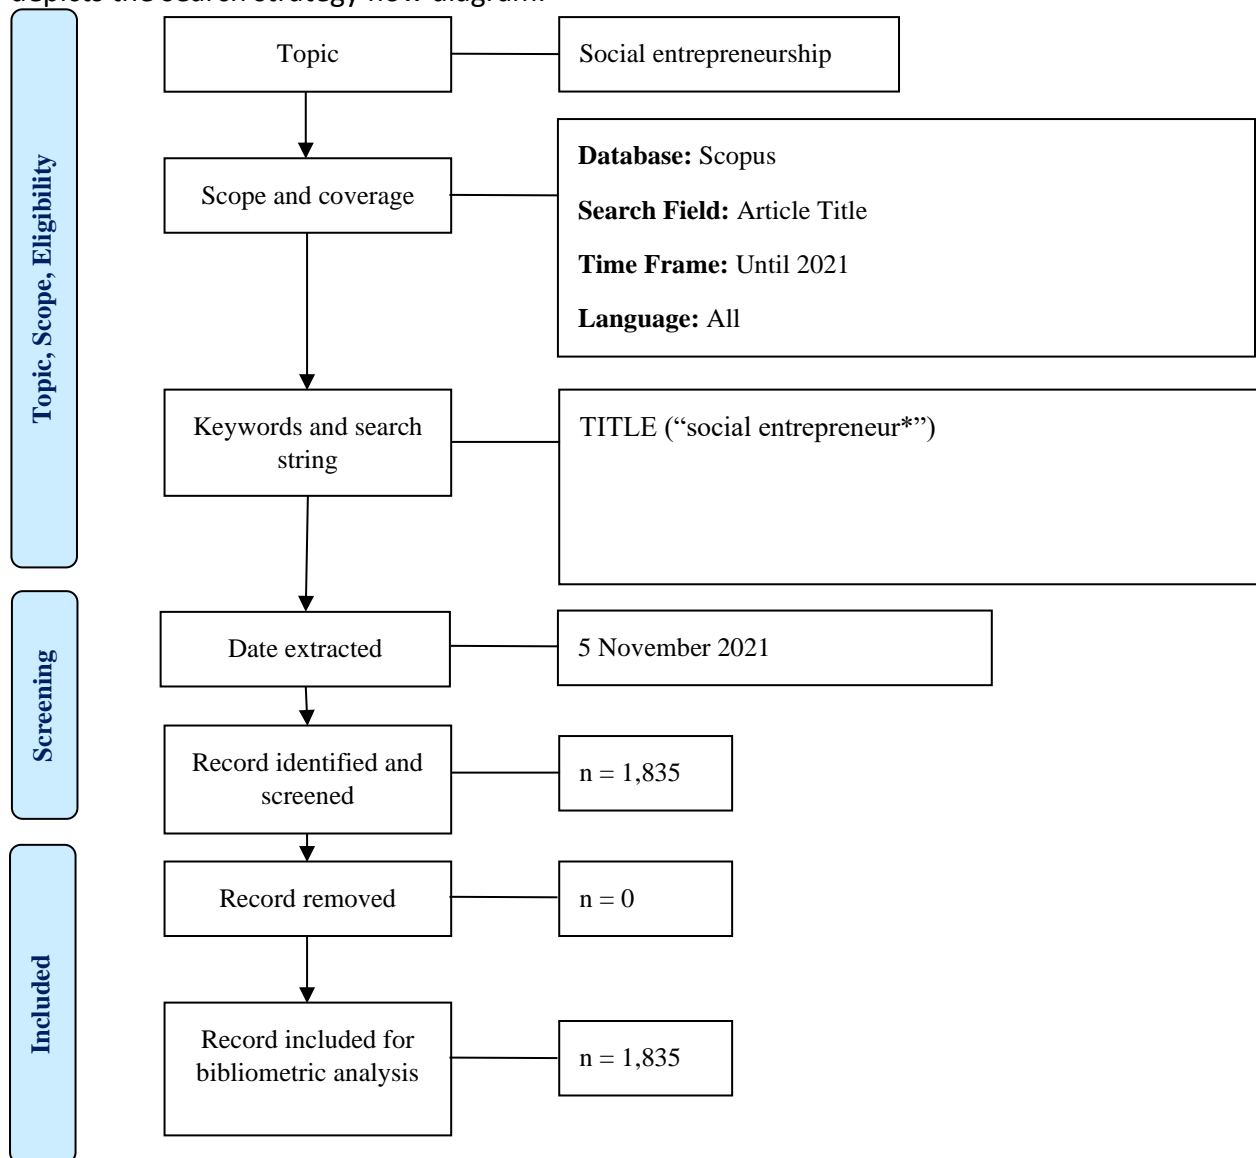 depicts the search strategy flow diagram.
Topic
Social entrepreneurship
Topic, Scope, Eligibility
Scope and coverage
Database: Scopus
Search Field: Article Title
Time Frame: Until 2021
Language: All
Keywords and search
string
TITLE (“social entrepreneur*”)
Screening
Date extracted
5 November 2021
Record identified and
screened
n = 1,835
Included
Record removed
n = 0
Record included for
bibliometric analysis
n = 1,835